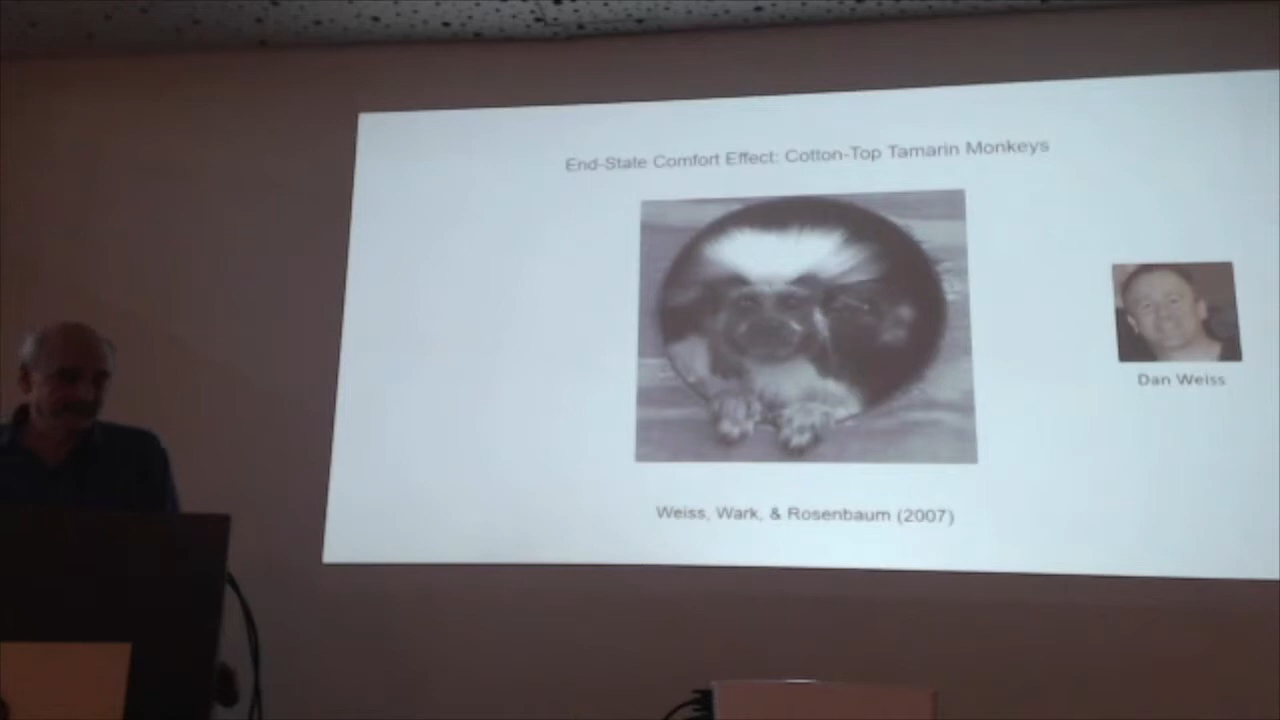 End-State Comfort Effect: Cotton-Top Tamarin Monkeys
Dan Weiss
Weiss, Wark, & Rosenbaum (2007)